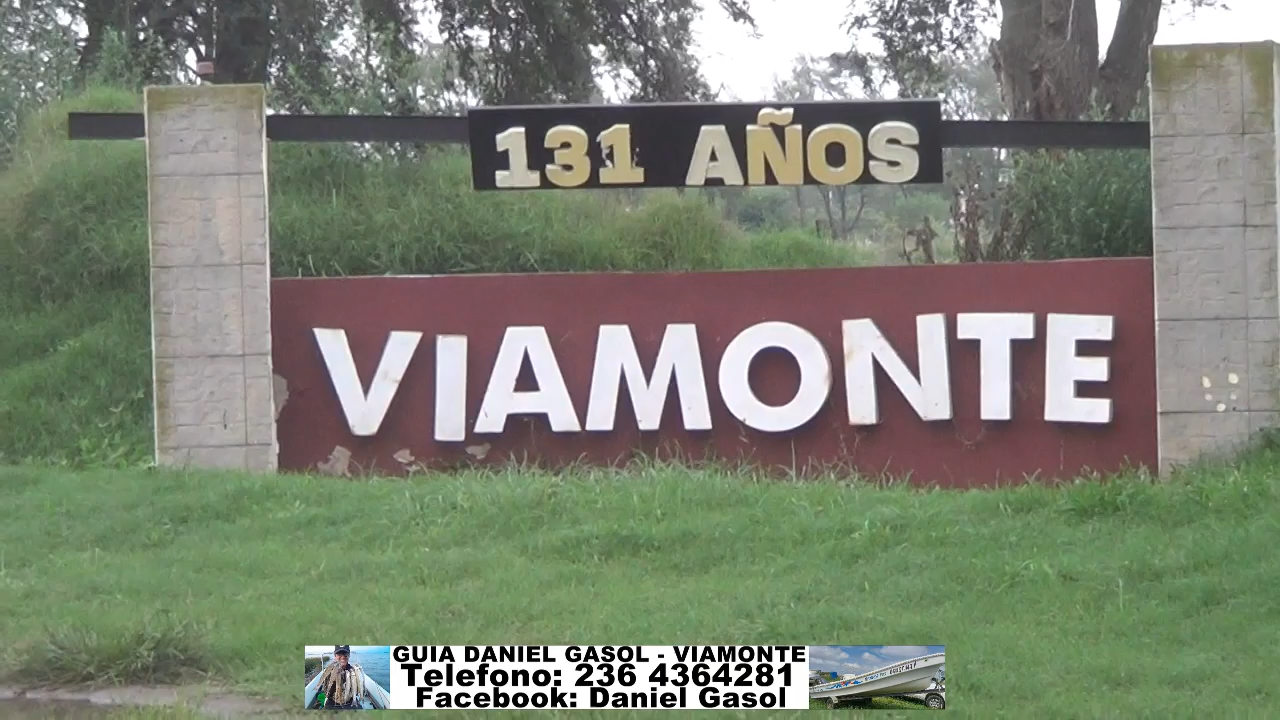 131 AÑOS
VIAMONTE
GUIA DANIEL GASOL - VIAMONTE
Telefono: 236 4364281
Facebook: Daniel Gasol